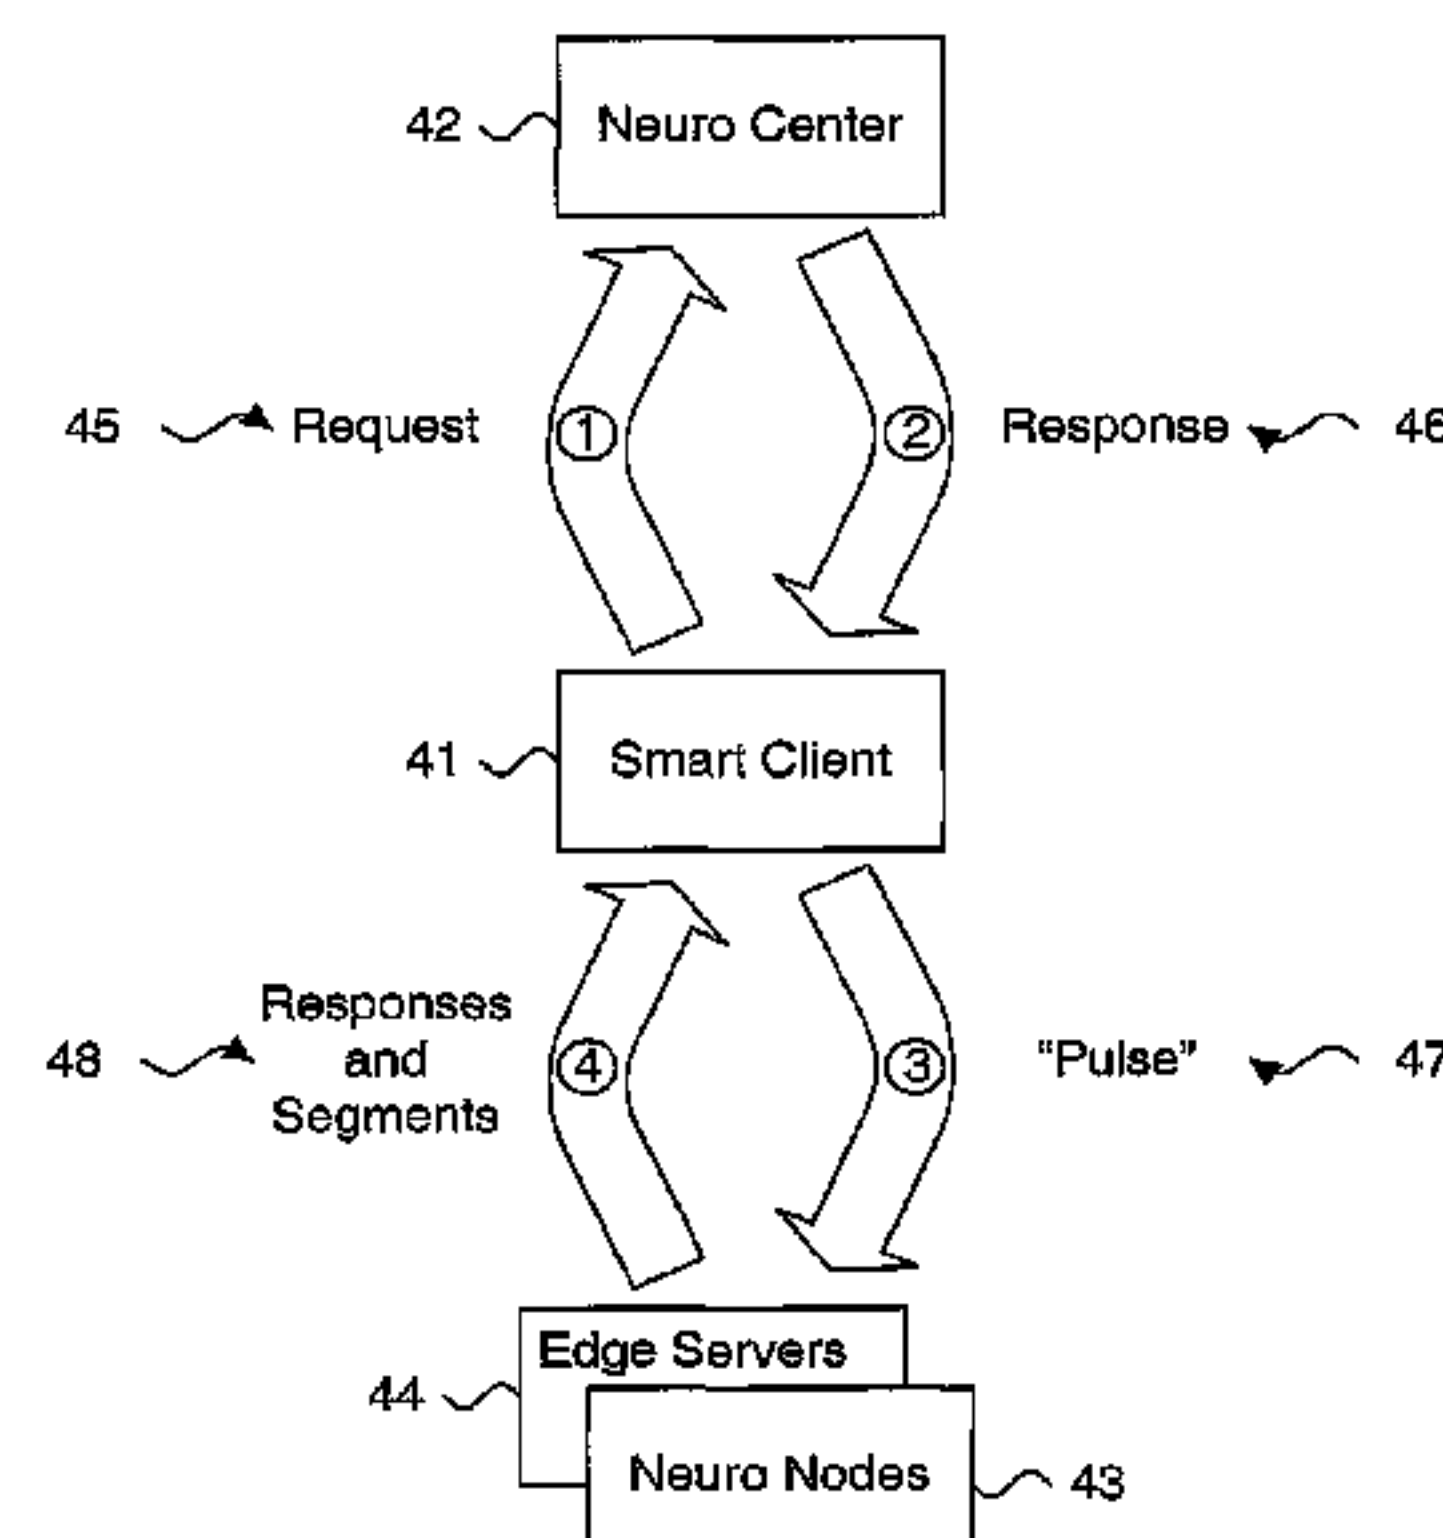 42 Neuro Center
45 Request 1 2 Response 46
41 Smart Client
Responses
48 and 4 3 "Pulse" 47
Segments
Edge Servers
44
Neuro Nodes 43